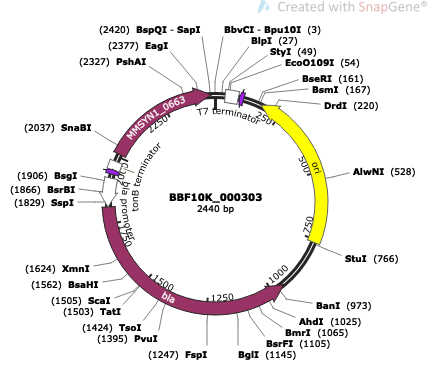 Created with SnapGene®
(2420) BspQI - SapI
(2377) EagI
(2327) PshAI
(2037) SnaBI
(1906) BsgI
(1866) BsrBI
(1829) SspI
(1624) XmnI
(1562) BsaHI
(1505) ScaI
(1503) TatI
(1424) TsoI
(1395) PvuI
(1247) FspI
BbvCI - Bpu10I (3)
BlpI (27)
StyI (49)
EcoO109I (54)
BseRI (161)
BsmI (167)
DrdI (220)
AlwNI (528)
StuI (766)
BanI (973)
AhdI (1025)
BmrI (1065)
BsrFI (1105)
BglI (1145)
MMSYN1_0663
T7 terminator
tonB terminator
bla promoter
bla
ori
250
500
750
1000
1250
1500
1750
2250
BBF10K_000303
2440 bp